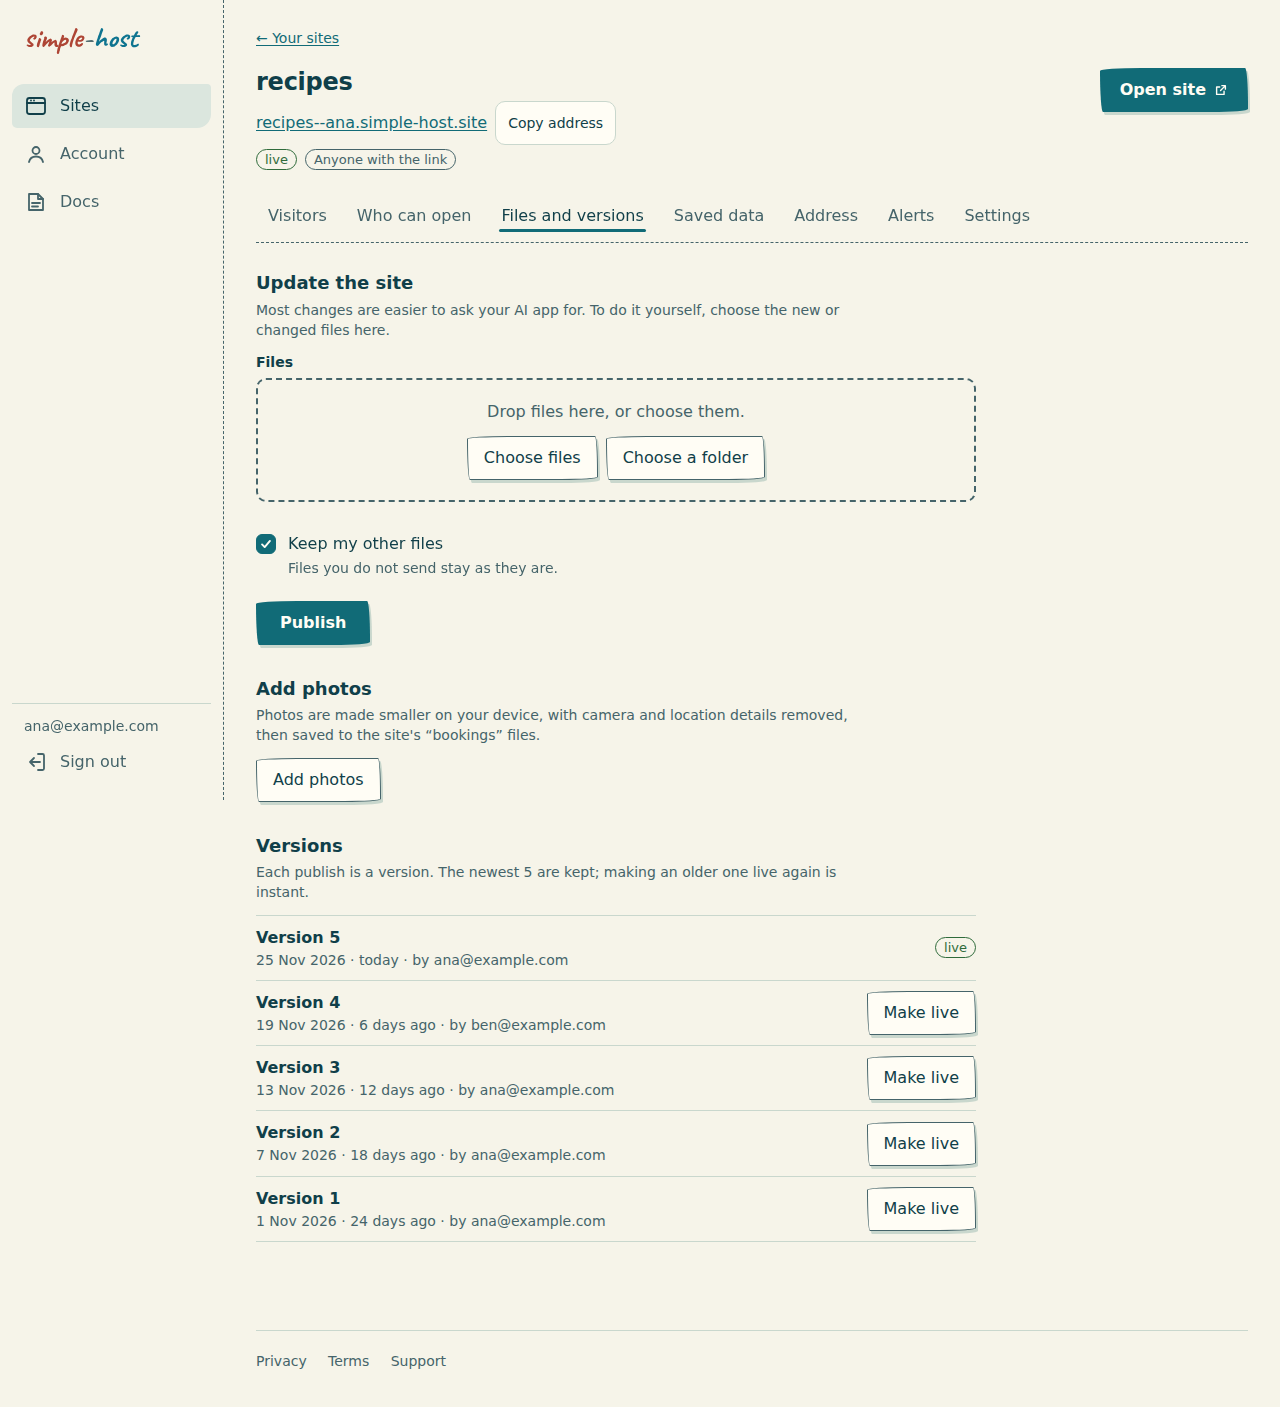 simple-host
Sites
Account
Docs
ana@example.com
Sign out
← Your sites
recipes
Open site
recipes--ana.simple-host.site
Copy address
live
Anyone with the link
Visitors
Who can open
Files and versions
Saved data
Address
Alerts
Settings
Update the site
Most changes are easier to ask your AI app for. To do it yourself, choose the new or
changed files here.
Files
Drop files here, or choose them.
Choose files
Choose a folder
Keep my other files
Files you do not send stay as they are.
Publish
Add photos
Photos are made smaller on your device, with camera and location details removed,
then saved to the site's “bookings” files.
Add photos
Versions
Each publish is a version. The newest 5 are kept; making an older one live again is
instant.
Version 5
25 Nov 2026 · today · by ana@example.com
live
Version 4
19 Nov 2026 · 6 days ago · by ben@example.com
Make live
Version 3
13 Nov 2026 · 12 days ago · by ana@example.com
Make live
Version 2
7 Nov 2026 · 18 days ago · by ana@example.com
Make live
Version 1
1 Nov 2026 · 24 days ago · by ana@example.com
Make live
Privacy
Terms
Support